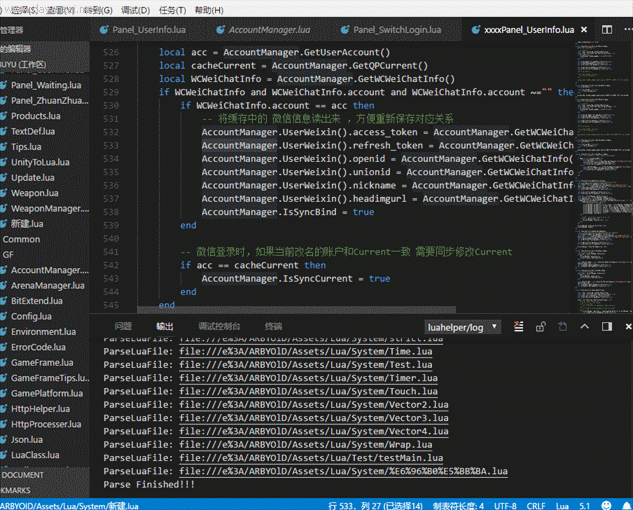 选择(S) 查看(V) 转到(G) 调试(D) 任务(T) 帮助(H)
管理器
Panel_UserInfo.lua AccountManager.lua Panel_SwitchLogin.lua xxxxPanel_UserInfo.lua
的编辑器
UYU (工作区)
Panel_Waiting.lua
Panel_ZhuanZhua...
Products.lua
TextDef.lua
Tips.lua
UnityToLua.lua
Update.lua
Weapon.lua
WeaponManager....
新建.lua
Common
GF
AccountManager....
ArenaManager.lua
BitExtend.lua
Config.lua
Environment.lua
ErrorCode.lua
GameFrame.lua
GameFrameTips.lua
GamePlatform.lua
HttpHelper.lua
HttpProcesser.lua
Json.lua
LuaClass.lua
DOCUMENT
KMARKS
526 local acc = AccountManager.GetUserAccount()
527 local cacheCurrent = AccountManager.GetQPCurrent()
528 local WCWeiChatInfo = AccountManager.GetWCWeiChatInfo()
529 if WCWeiChatInfo and WCWeiChatInfo.account and WCWeiChatInfo.account ~="" the
530 if WCWeiChatInfo.account == acc then
531 -- 将缓存中的 微信信息读出来 ，方便重新保存对应关系
532 AccountManager.UserWeixin().access_token = AccountManager.GetWCWeiCha
533 AccountManager.UserWeixin().refresh_token = AccountManager.GetWCWeiCh
534 AccountManager.UserWeixin().openid = AccountManager.GetWCWeiChatInfo(
535 AccountManager.UserWeixin().unionid = AccountManager.GetWCWeiChatInfo
536 AccountManager.UserWeixin().nickname = AccountManager.GetWCWeiChatInf
537 AccountManager.UserWeixin().headimgurl = AccountManager.GetWCWeiChatI
538 AccountManager.IsSyncBind = true
539 end
540
541 -- 微信登录时，如果当前改名的账户和Current一致 需要同步修改Current
542 if acc == cacheCurrent then
543 AccountManager.IsSyncCurrent = true
544 end
545 end
问题 输出 调试控制台 终端 luahelper/log
ParseLuaFile: file:///e%3A/ARBYOlD/Assets/Lua/System/Strict.lua
ParseLuaFile: file:///e%3A/ARBYOlD/Assets/Lua/System/Time.lua
ParseLuaFile: file:///e%3A/ARBYOlD/Assets/Lua/System/Test.lua
ParseLuaFile: file:///e%3A/ARBYOlD/Assets/Lua/System/Timer.lua
ParseLuaFile: file:///e%3A/ARBYOlD/Assets/Lua/System/Touch.lua
ParseLuaFile: file:///e%3A/ARBYOlD/Assets/Lua/System/Vector2.lua
ParseLuaFile: file:///e%3A/ARBYOlD/Assets/Lua/System/Vector3.lua
ParseLuaFile: file:///e%3A/ARBYOlD/Assets/Lua/System/Vector4.lua
ParseLuaFile: file:///e%3A/ARBYOlD/Assets/Lua/System/Wrap.lua
ParseLuaFile: file:///e%3A/ARBYOlD/Assets/Lua/Test/testMain.lua
ParseLuaFile: file:///e%3A/ARBYOlD/Assets/Lua/System/%E6%96%B0%E5%BB%BA.lua
Parse Finished!!!
ARBYOlD/Assets/Lua/System/新建.lua 行 533，列 27 (已选择14) 制表符长度: 4 UTF-8 CRLF Lua 5.1